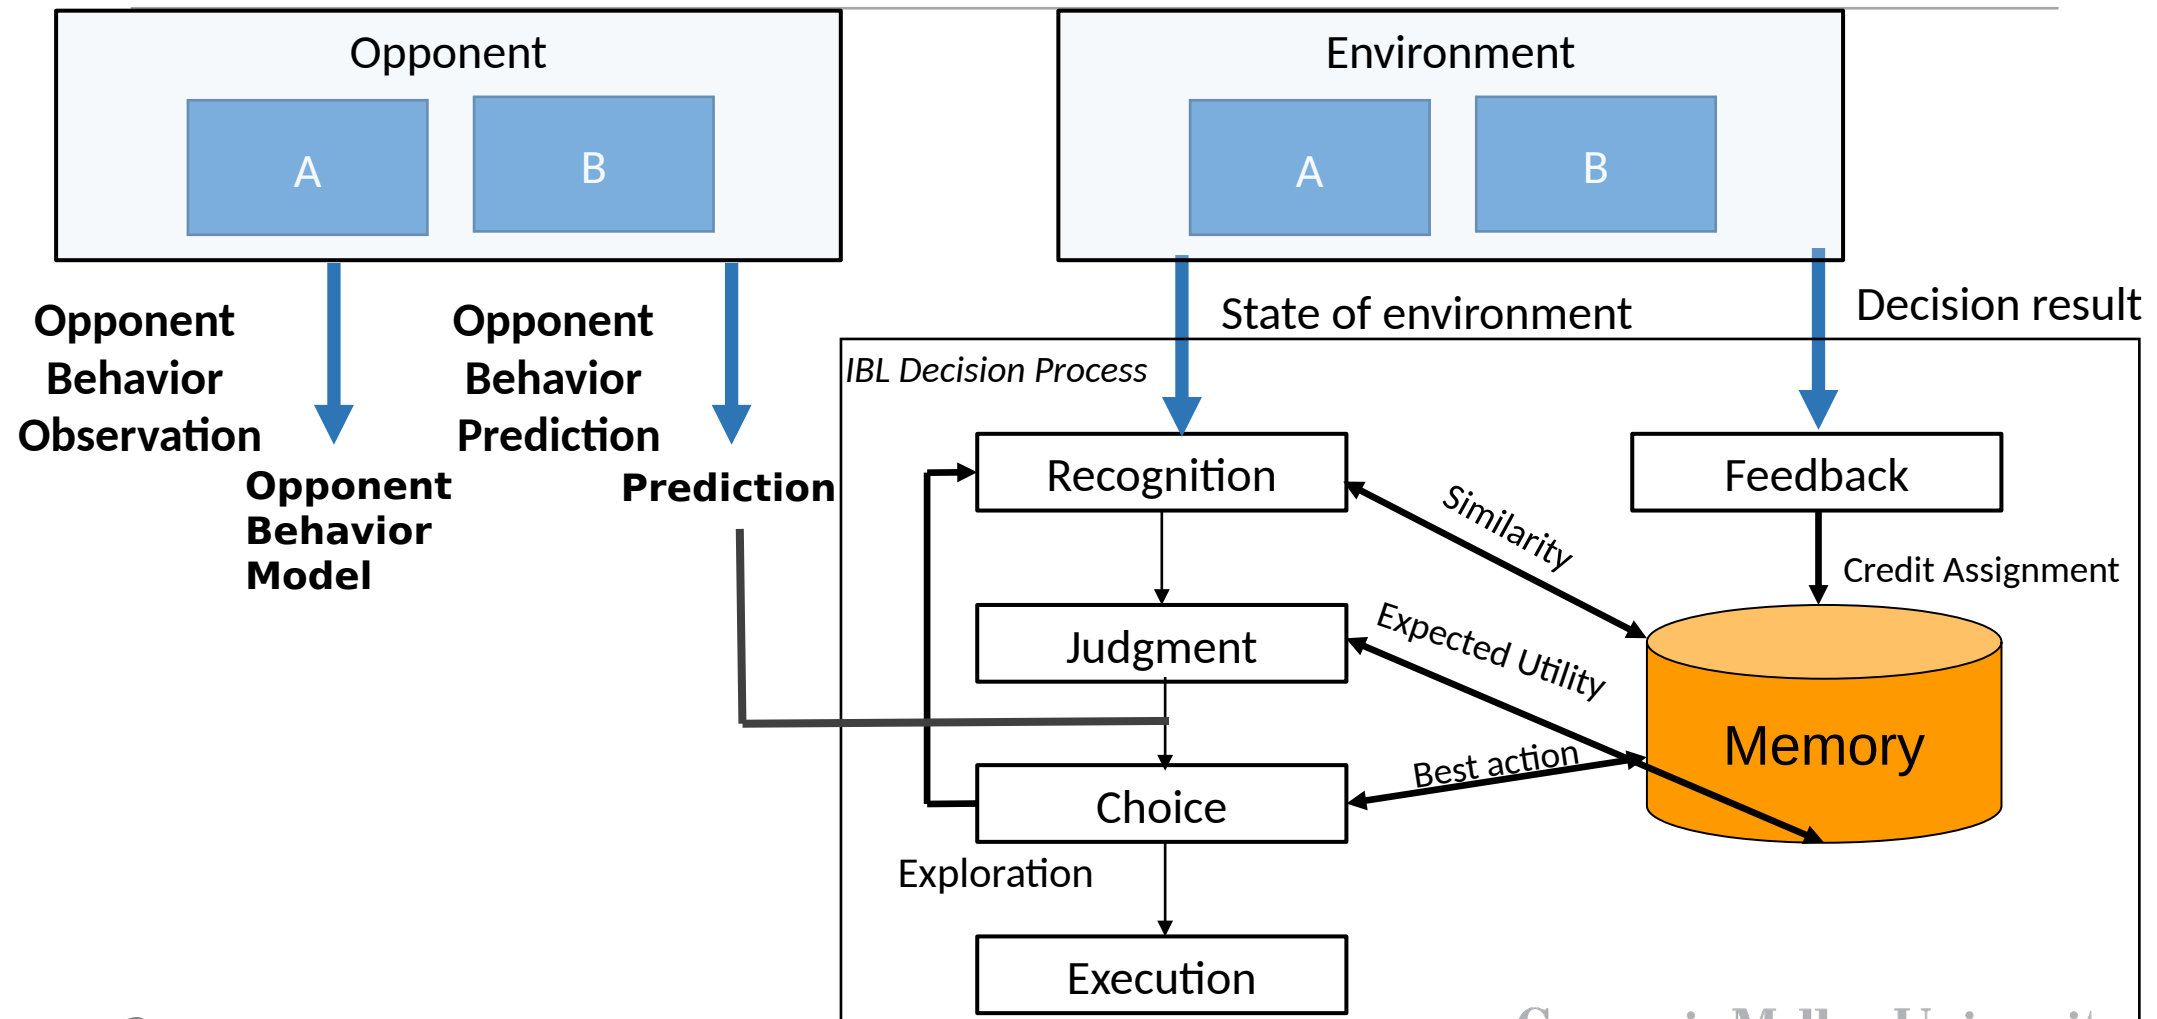 Opponent
A
B
Environment
A
B
Opponent
Behavior
Observation
Opponent
Behavior
Prediction
State of environment
Decision result
IBL Decision Process
Opponent
Behavior
Model
Prediction
Recognition
Feedback
Similarity
Credit Assignment
Judgment
Expected Utility
Memory
Best action
Choice
Exploration
Execution